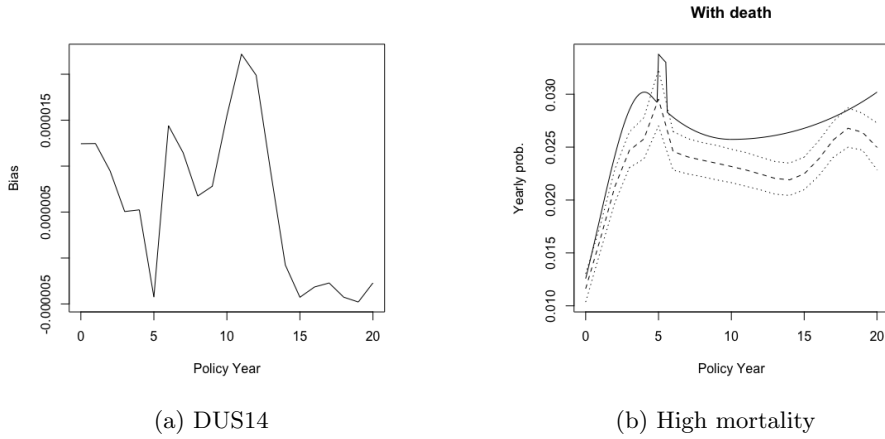 With death
Bias
0.000015
0.000005
-0.000005
0 5 10 15 20
Policy Year
Yearly prob.
0.030
0.025
0.020
0.015
0.010
0 5 10 15 20
Policy Year
(a) DUS14
(b) High mortality